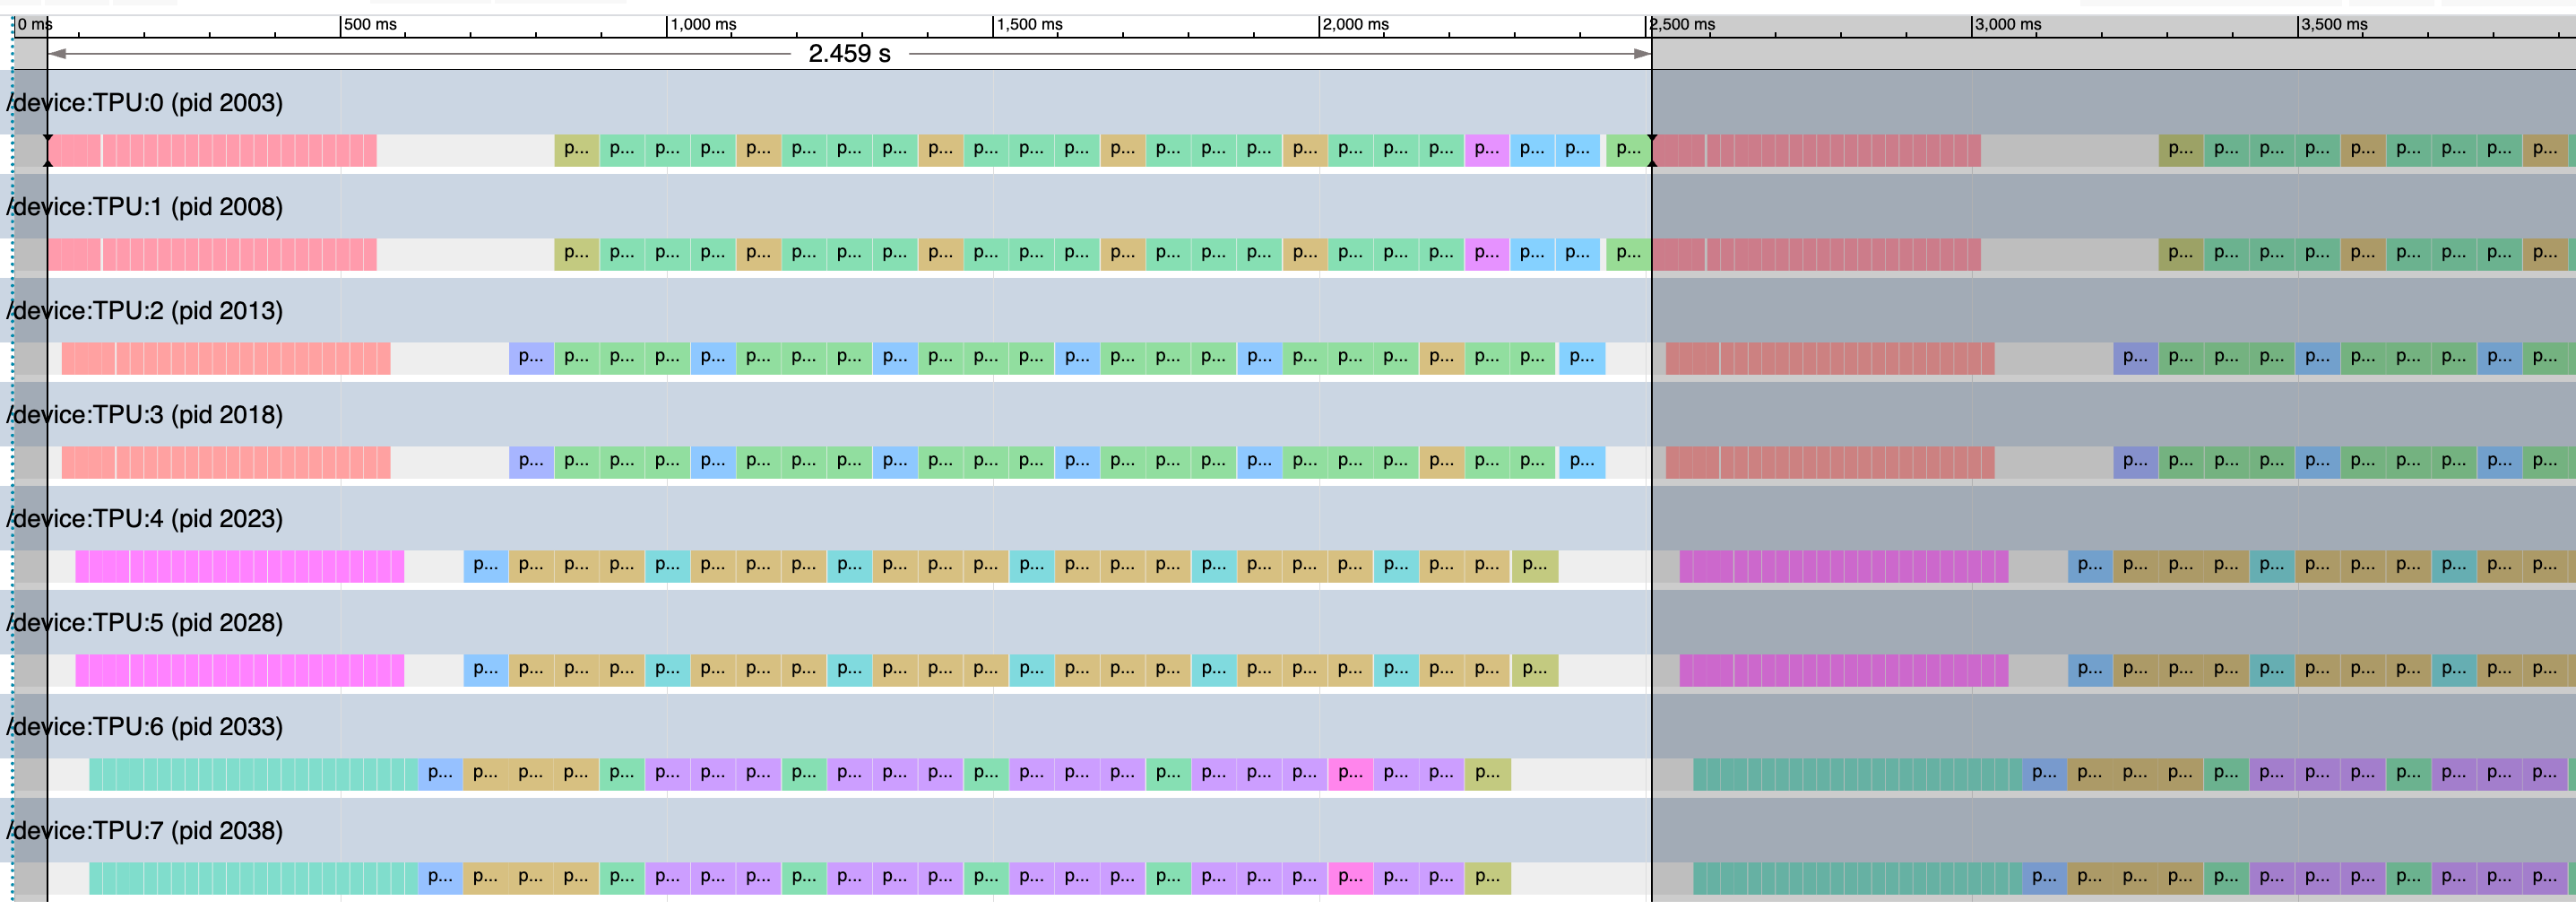 0 ms 500 ms 1,000 ms 1,500 ms 2,000 ms 2,500 ms 3,000 ms 3,500 ms
2.459 s
/device:TPU:0 (pid 2003)
p... p... p... p... p... p... p... p... p... p... p... p... p... p... p... p... p... p... p... p... p... p... p... p... p... p... p... p... p... p... p... p... p...
/device:TPU:1 (pid 2008)
p... p... p... p... p... p... p... p... p... p... p... p... p... p... p... p... p... p... p... p... p... p... p... p... p... p... p... p... p... p... p... p... p...
/device:TPU:2 (pid 2013)
p... p... p... p... p... p... p... p... p... p... p... p... p... p... p... p... p... p... p... p... p... p... p... p... p... p... p... p... p... p... p... p... p... p...
/device:TPU:3 (pid 2018)
p... p... p... p... p... p... p... p... p... p... p... p... p... p... p... p... p... p... p... p... p... p... p... p... p... p... p... p... p... p... p... p... p... p...
/device:TPU:4 (pid 2023)
p... p... p... p... p... p... p... p... p... p... p... p... p... p... p... p... p... p... p... p... p... p... p... p... p... p... p... p... p... p... p... p... p... p... p...
/device:TPU:5 (pid 2028)
p... p... p... p... p... p... p... p... p... p... p... p... p... p... p... p... p... p... p... p... p... p... p... p... p... p... p... p... p... p... p... p... p... p... p...
/device:TPU:6 (pid 2033)
p... p... p... p... p... p... p... p... p... p... p... p... p... p... p... p... p... p... p... p... p... p... p... p... p... p... p... p... p... p... p... p... p... p... p... p...
/device:TPU:7 (pid 2038)
p... p... p... p... p... p... p... p... p... p... p... p... p... p... p... p... p... p... p... p... p... p... p... p... p... p... p... p... p... p... p... p... p... p... p... p...